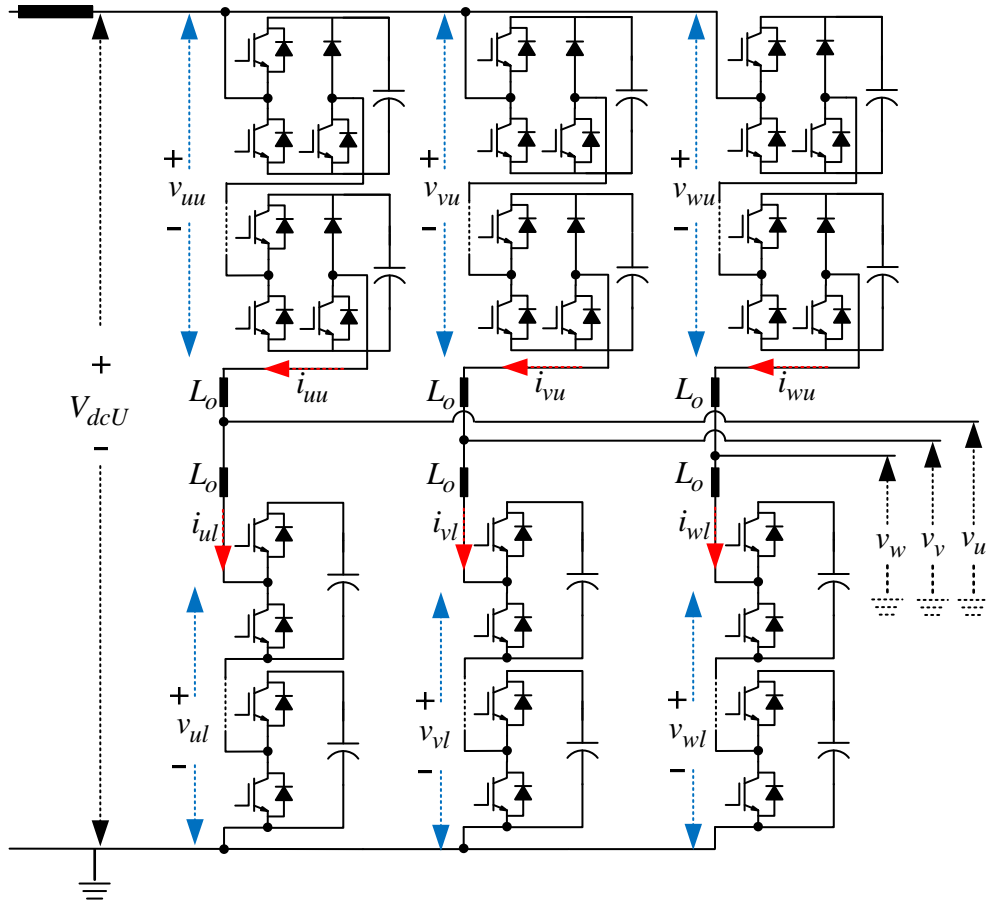 + + +
v_uu v_vu v_wu
- - -
+
V_dcU
-
i_uu i_vu i_wu
L_o L_o L_o
L_o L_o L_o
i_ul i_vl i_wl
v_w v_v v_u
+ + +
v_ul v_vl v_wl
- - -